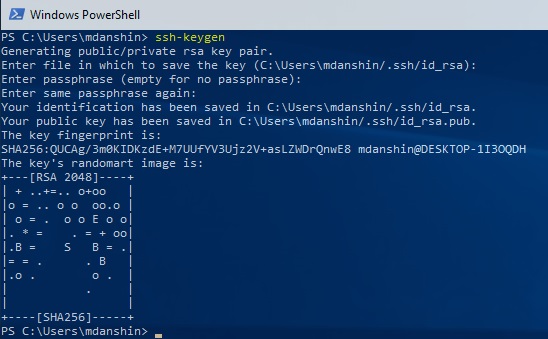 Windows PowerShell
PS C:\Users\mdanshin> ssh-keygen
Generating public/private rsa key pair.
Enter file in which to save the key (C:\Users\mdanshin/.ssh/id_rsa):
Enter passphrase (empty for no passphrase):
Enter same passphrase again:
Your identification has been saved in C:\Users\mdanshin/.ssh/id_rsa.
Your public key has been saved in C:\Users\mdanshin/.ssh/id_rsa.pub.
The key fingerprint is:
SHA256:QUCAg/3m0KIDKzdE+M7UUfYV3Ujz2V+asLZWDrQnwE8 mdanshin@DESKTOP-1I3OQDH
The key's randomart image is:
+---[RSA 2048]----+
| + ..+=.. o+oo   |
|o = .. o o  oo.o |
| o = .  o o E o o|
|. * =    . = + oo|
|.B =    S   B = .|
|= = .      . B   |
|.o .        o .  |
|           .     |
|                 |
+----[SHA256]-----+
PS C:\Users\mdanshin>